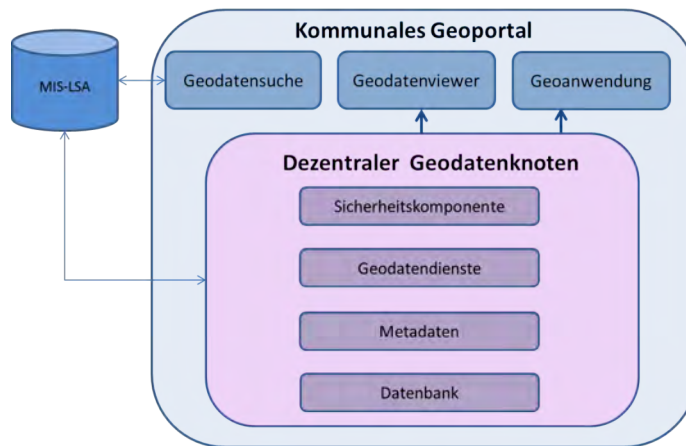 Kommunales Geoportal
MIS-LSA
Geodatensuche
Geodatenviewer
Geoanwendung
Dezentraler Geodatenknoten
Sicherheitskomponente
Geodatendienste
Metadaten
Datenbank